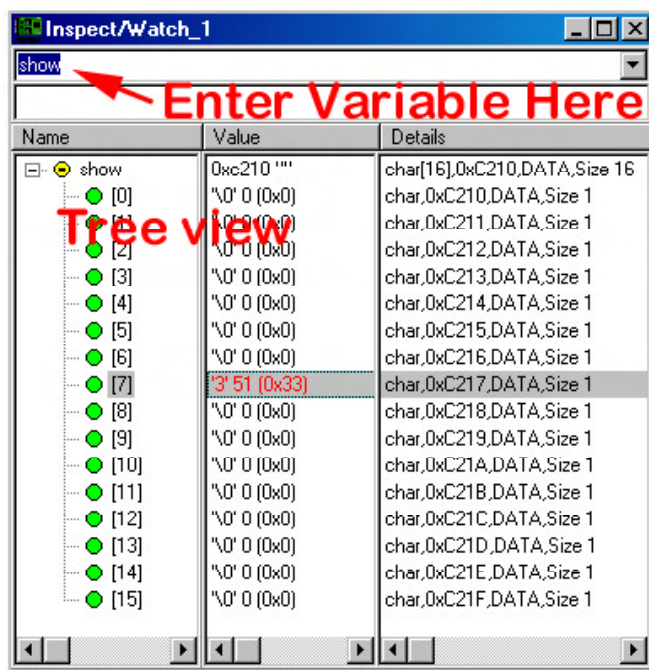 Inspect/Watch_1
show
Enter Variable Here
Name Value Details
show 0xc210 "" char[16],0xC210,DATA,Size 16
[0] '\0' 0 (0x0) char,0xC210,DATA,Size 1
Tree view
[1] '\0' 0 (0x0) char,0xC211,DATA,Size 1
[2] '\0' 0 (0x0) char,0xC212,DATA,Size 1
[3] '\0' 0 (0x0) char,0xC213,DATA,Size 1
[4] '\0' 0 (0x0) char,0xC214,DATA,Size 1
[5] '\0' 0 (0x0) char,0xC215,DATA,Size 1
[6] '\0' 0 (0x0) char,0xC216,DATA,Size 1
[7] '3' 51 (0x33) char,0xC217,DATA,Size 1
[8] '\0' 0 (0x0) char,0xC218,DATA,Size 1
[9] '\0' 0 (0x0) char,0xC219,DATA,Size 1
[10] '\0' 0 (0x0) char,0xC21A,DATA,Size 1
[11] '\0' 0 (0x0) char,0xC21B,DATA,Size 1
[12] '\0' 0 (0x0) char,0xC21C,DATA,Size 1
[13] '\0' 0 (0x0) char,0xC21D,DATA,Size 1
[14] '\0' 0 (0x0) char,0xC21E,DATA,Size 1
[15] '\0' 0 (0x0) char,0xC21F,DATA,Size 1